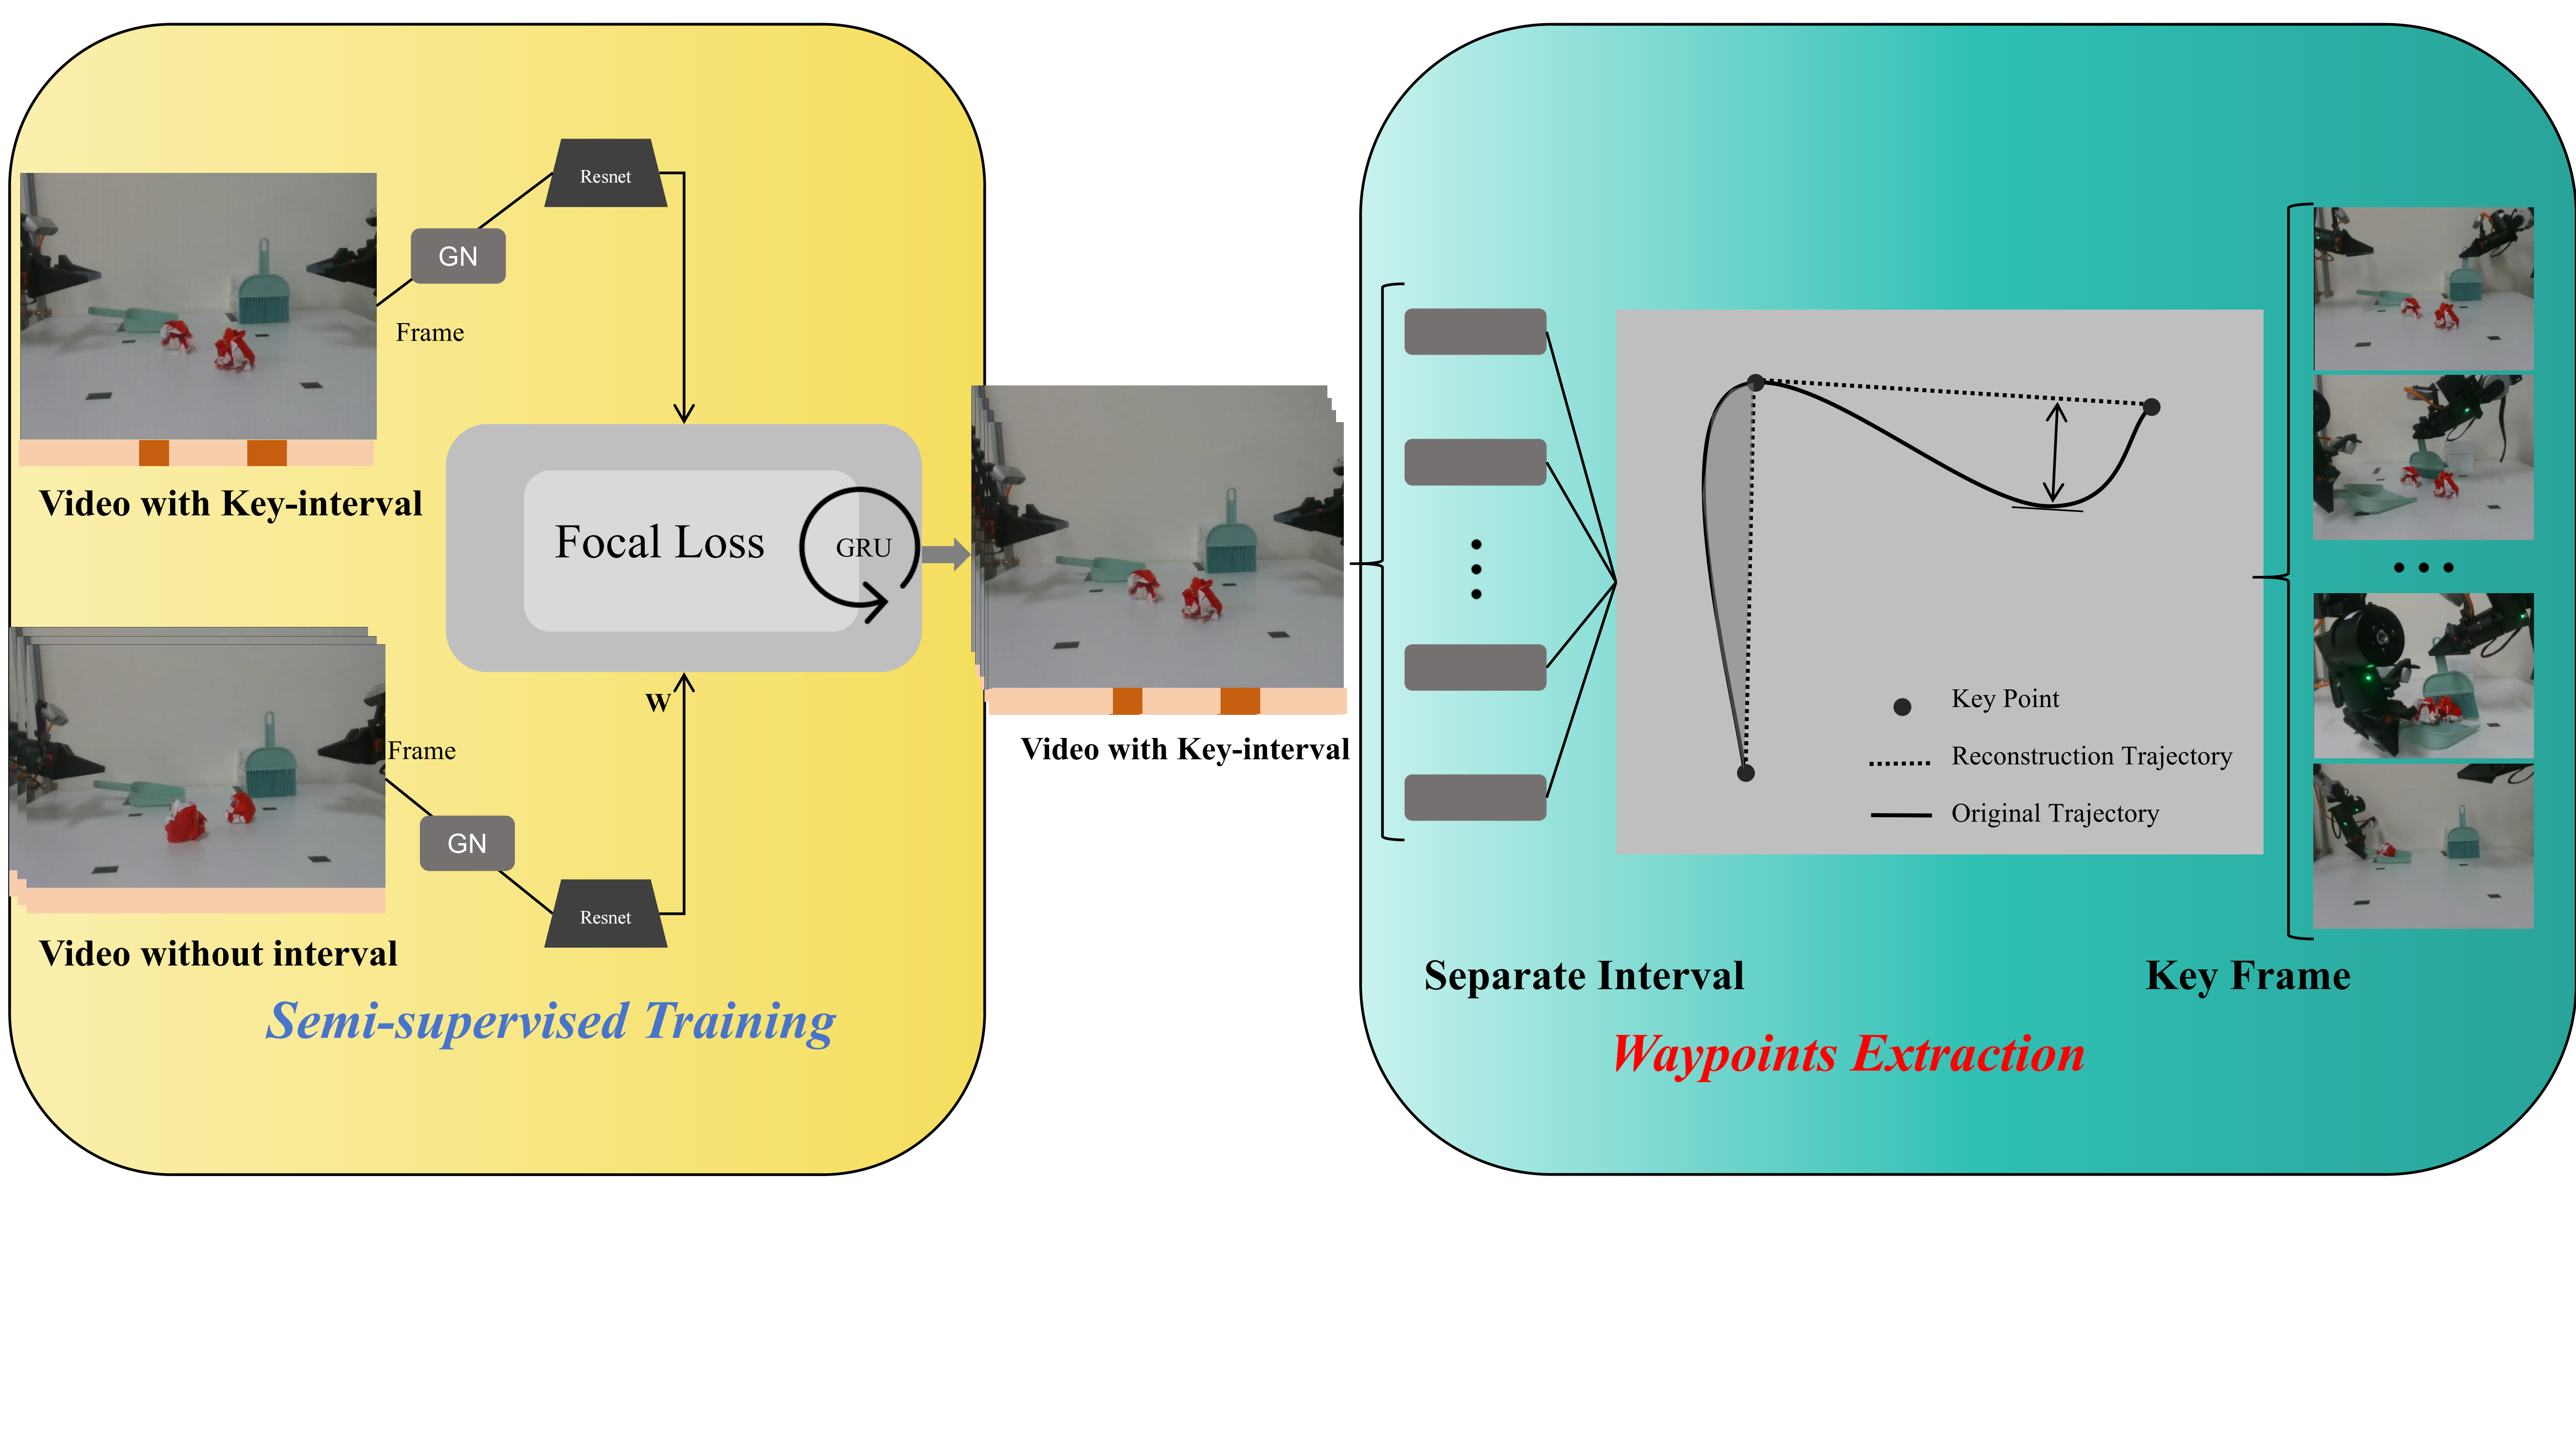 Resnet
GN
Frame
Video with Key-interval
Focal Loss
GRU
W
Frame
GN
Resnet
Video without interval
Semi-supervised Training
Video with Key-interval
Key Point
Reconstruction Trajectory
Original Trajectory
Separate Interval
Key Frame
Waypoints Extraction